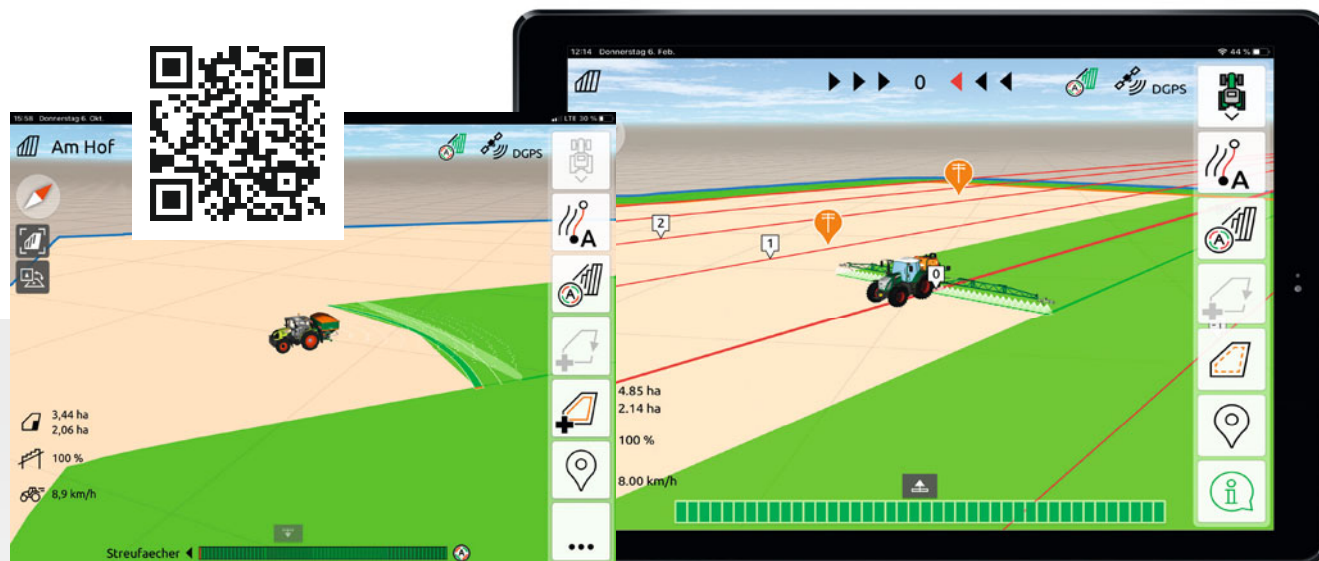 15:58 Donnerstag 6. Okt.
LTE 30 %
Am Hof
DGPS
A
A
3,44 ha
2,06 ha
100 %
8,9 km/h
Streufaecher
A
12:14 Donnerstag 6. Feb.
44 %
0
A
DGPS
A
A
2
1
0
4.85 ha
2.14 ha
100 %
8.00 km/h